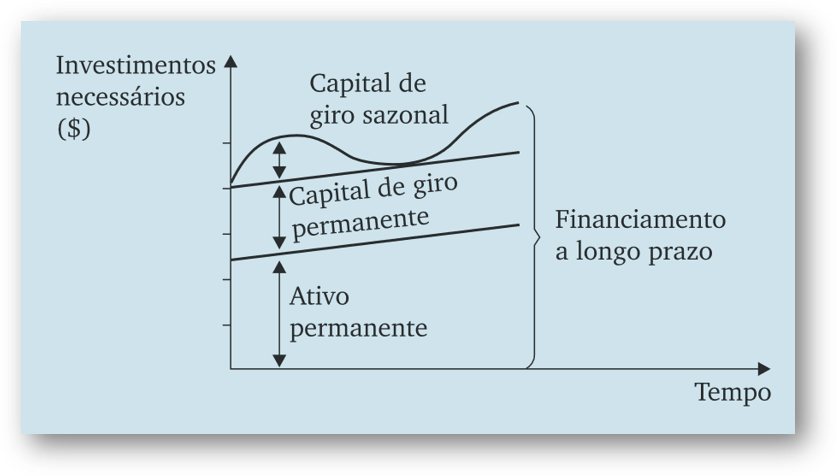 Investimentos
necessários
($)
Capital de
giro sazonal
Capital de giro
permanente
Ativo
permanente
Financiamento
a longo prazo
Tempo